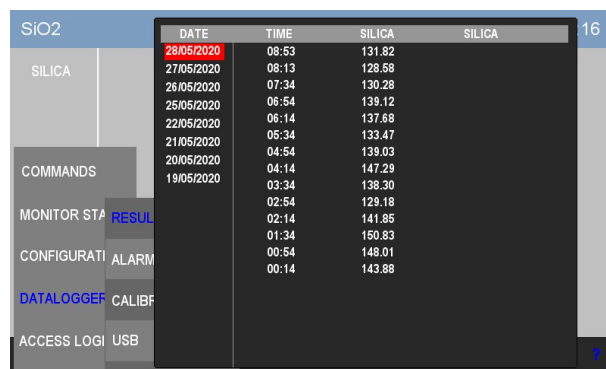 SiO2
16
SILICA
COMMANDS
MONITOR STA
CONFIGURATI
DATALOGGER
ACCESS LOGI
RESUL
ALARM
CALIBR
USB
DATE TIME SILICA SILICA
28/05/2020 08:53 131.82
27/05/2020 08:13 128.58
26/05/2020 07:34 130.28
25/05/2020 06:54 139.12
22/05/2020 06:14 137.68
21/05/2020 05:34 133.47
20/05/2020 04:54 139.03
19/05/2020 04:14 147.29
03:34 138.30
02:54 129.18
02:14 141.85
01:34 150.83
00:54 148.01
00:14 143.88
?